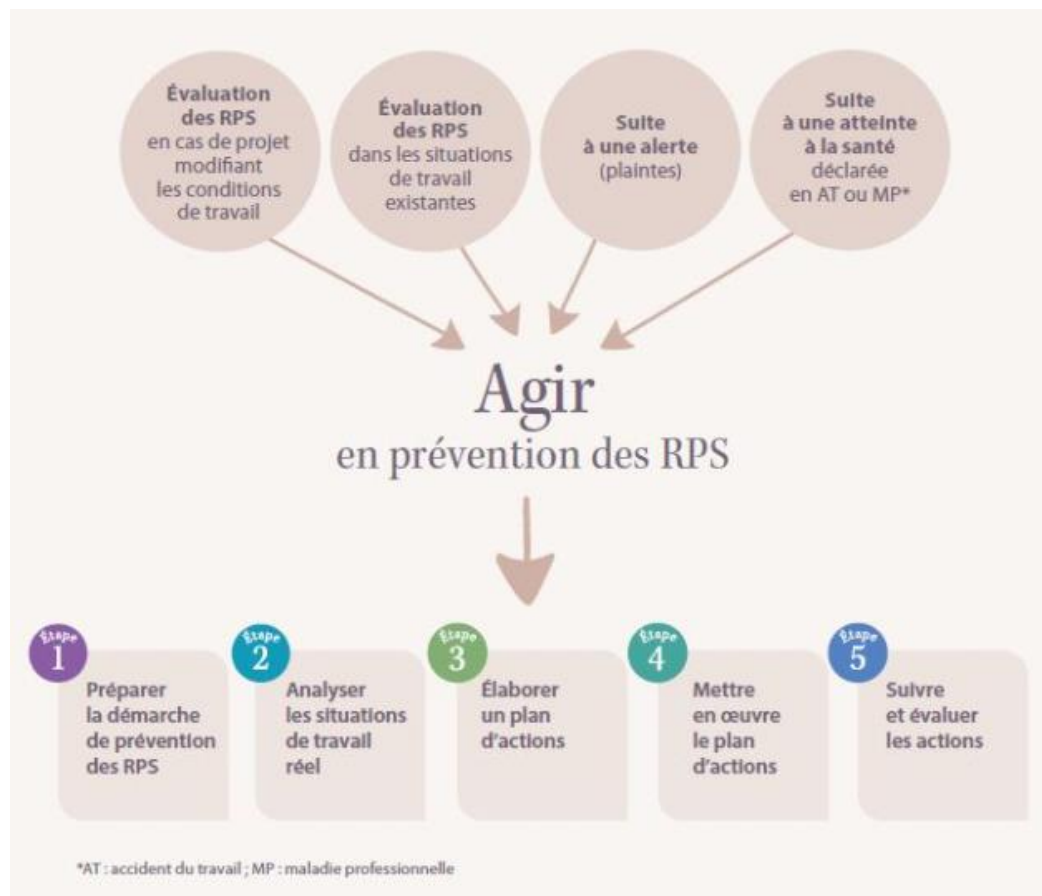 Évaluation
des RPS
en cas de projet
modifiant
les conditions
de travail
Évaluation
des RPS
dans les situations
de travail
existantes
Suite
à une alerte
(plaintes)
Suite
à une atteinte
à la santé
déclarée
en AT ou MP*
Agir
en prévention des RPS
Étape
1
Préparer
la démarche
de prévention
des RPS
Étape
2
Analyser
les situations
de travail
réel
Étape
3
Élaborer
un plan
d'actions
Étape
4
Mettre
en œuvre
le plan
d'actions
Étape
5
Suivre
et évaluer
les actions
*AT : accident du travail ; MP : maladie professionnelle